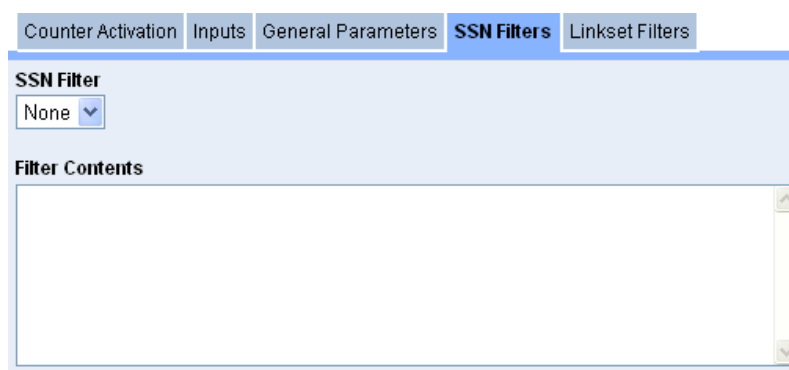 Counter Activation Inputs General Parameters SSN Filters Linkset Filters
SSN Filter
None
Filter Contents